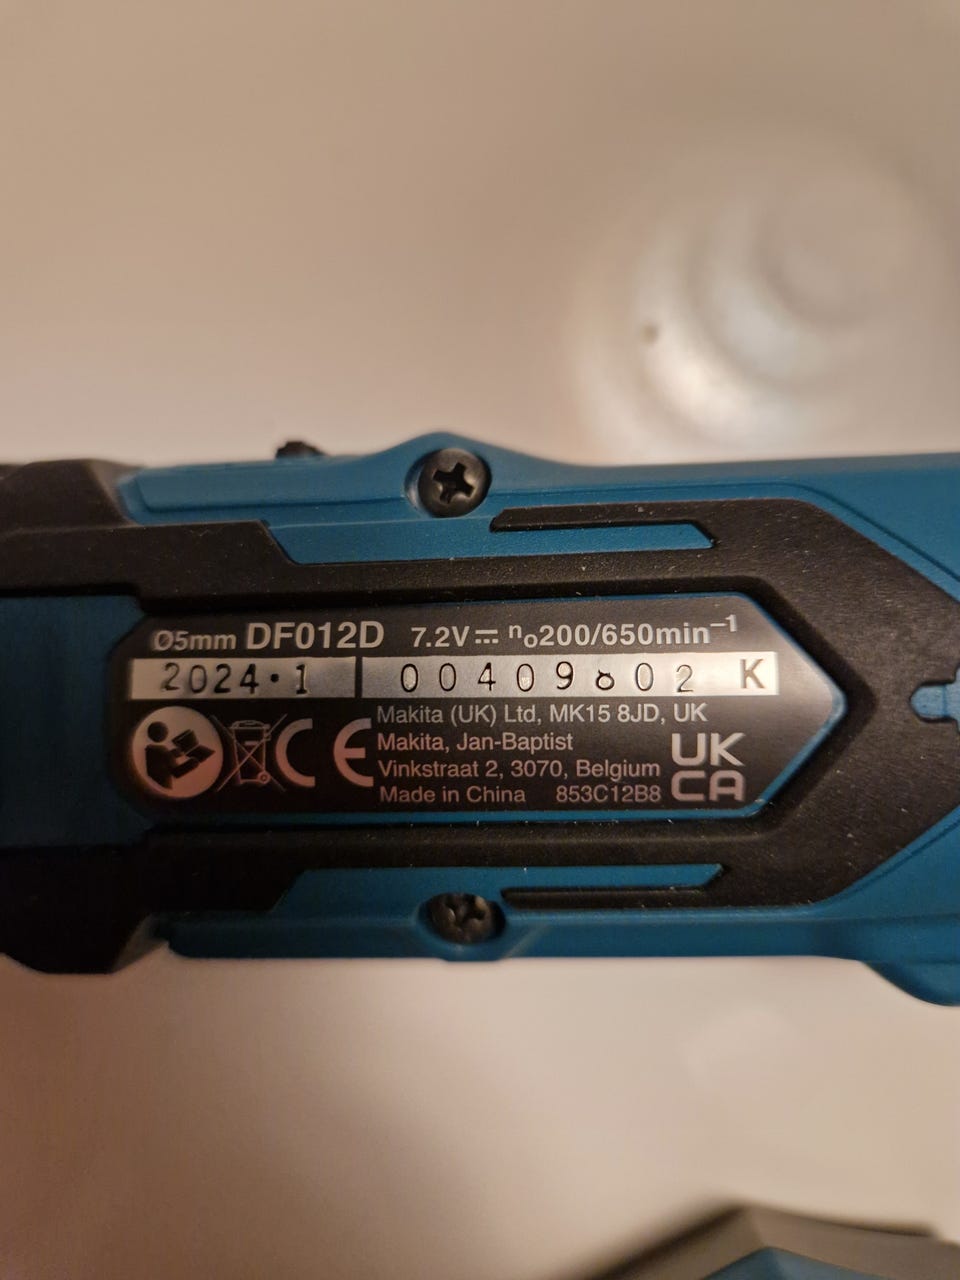 Ø5mm DF012D 7.2V⎓ nо200/650min⁻¹
2024・1 00409802 K
Makita (UK) Ltd, MK15 8JD, UK
Makita, Jan-Baptist
Vinkstraat 2, 3070, Belgium
Made in China 853C12B8
CE
UK
CA